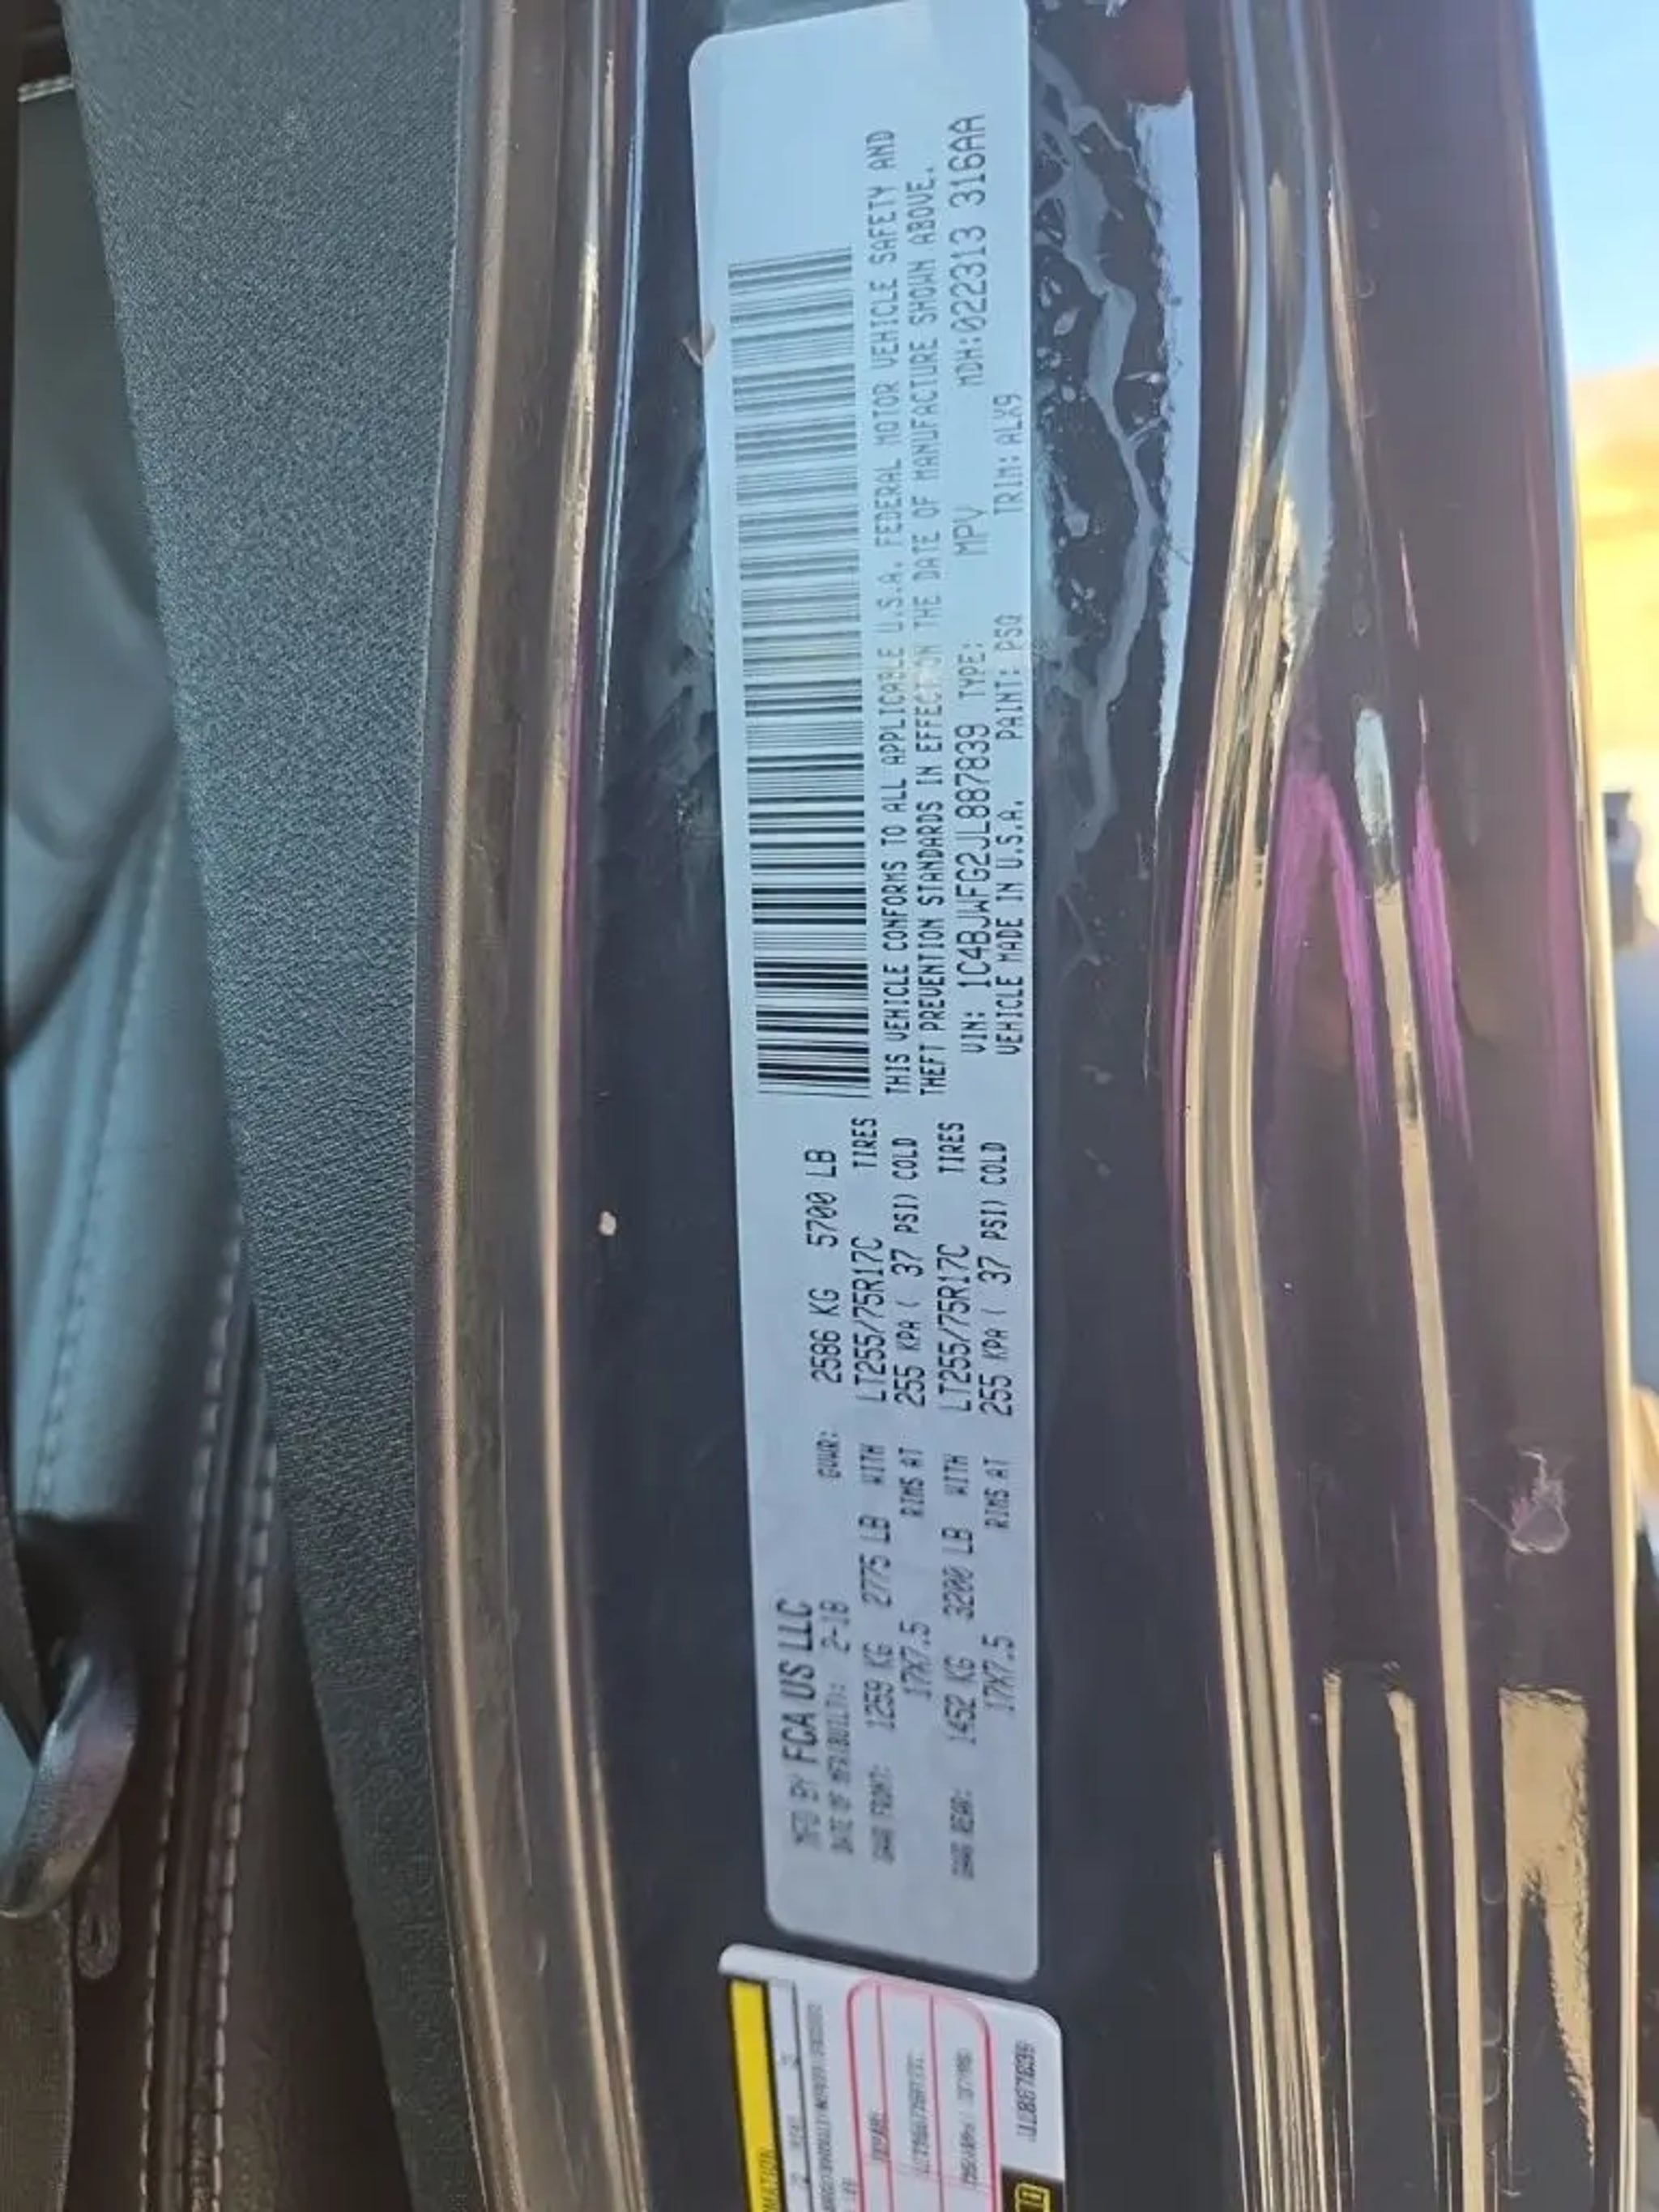 MFD BY FCA US LLC
DATE OF MFR(BUILT): 2-18
GVWR: 2586 KG 5700 LB
GAWR FRONT: 1259 KG 2775 LB WITH LT255/75R17C TIRES
17X7.5 RIMS AT 255 KPA ( 37 PSI) COLD
GAWR REAR: 1452 KG 3200 LB WITH LT255/75R17C TIRES
17X7.5 RIMS AT 255 KPA ( 37 PSI) COLD
THIS VEHICLE CONFORMS TO ALL APPLICABLE U.S.A. FEDERAL MOTOR VEHICLE SAFETY AND
THEFT PREVENTION STANDARDS IN EFFECT ON THE DATE OF MANUFACTURE SHOWN ABOVE.
VIN: 1C4BJWFG2JL887839 TYPE: MPV MDH:022313 316AA
VEHICLE MADE IN U.S.A. PAINT: PSQ TRIM: ALX9